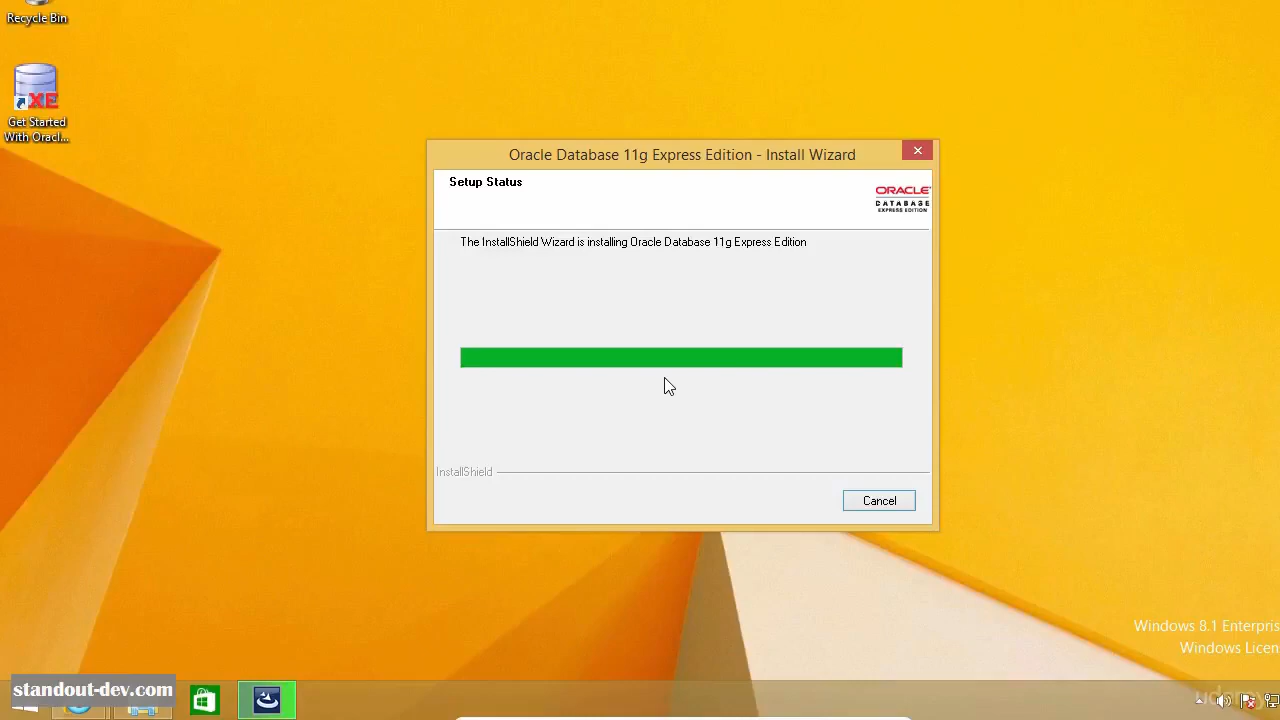 Recycle Bin
Get Started
With Oracl...
XE
Oracle Database 11g Express Edition - Install Wizard
Setup Status
ORACLE
DATABASE
EXPRESS EDITION
The InstallShield Wizard is installing Oracle Database 11g Express Edition
InstallShield
Cancel
Windows 8.1 Enterpris
Windows Licen
standout-dev.com
udemy